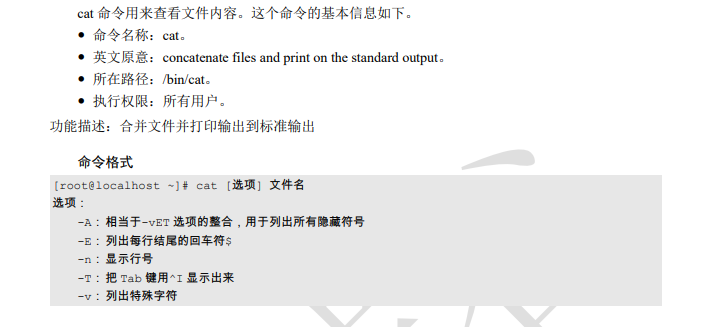 cat 命令用来查看文件内容。这个命令的基本信息如下。
● 命令名称：cat。
● 英文原意：concatenate files and print on the standard output。
● 所在路径：/bin/cat。
● 执行权限：所有用户。
功能描述：合并文件并打印输出到标准输出
命令格式
[root@localhost ~]# cat [选项] 文件名
选项：
-A： 相当于-vET 选项的整合，用于列出所有隐藏符号
-E： 列出每行结尾的回车符$
-n： 显示行号
-T： 把 Tab 键用^I 显示出来
-v： 列出特殊字符